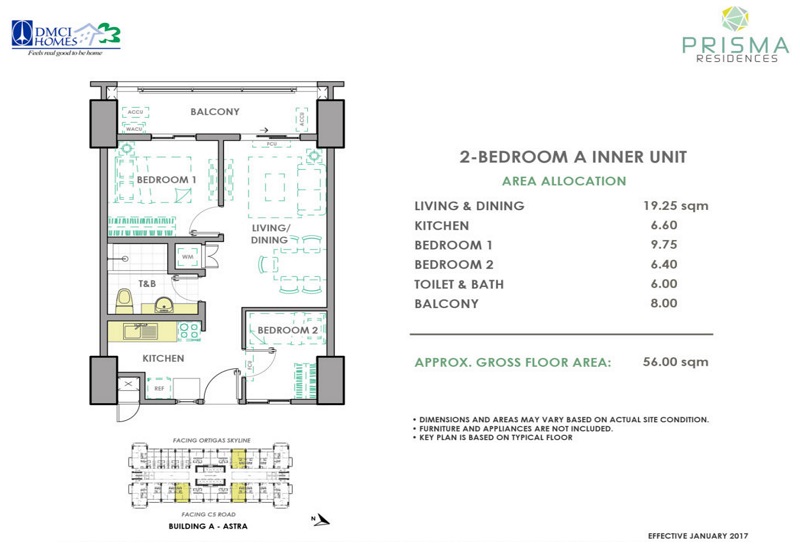 DMCI
HOMES
Feels real good to be home
PRISMA
RESIDENCES
BALCONY
ACCU
WACU
ACCU
FCU
BEDROOM 1
LIVING/
DINING
WM
T&B
BEDROOM 2
KITCHEN
FCU
REF
2-BEDROOM A INNER UNIT
AREA ALLOCATION
LIVING & DINING 19.25 sqm
KITCHEN 6.60
BEDROOM 1 9.75
BEDROOM 2 6.40
TOILET & BATH 6.00
BALCONY 8.00
APPROX. GROSS FLOOR AREA: 56.00 sqm
• DIMENSIONS AND AREAS MAY VARY BASED ON ACTUAL SITE CONDITION.
• FURNITURE AND APPLIANCES ARE NOT INCLUDED.
• KEY PLAN IS BASED ON TYPICAL FLOOR
FACING ORTIGAS SKYLINE
FACING C5 ROAD
BUILDING A - ASTRA
N
EFFECTIVE JANUARY 2017